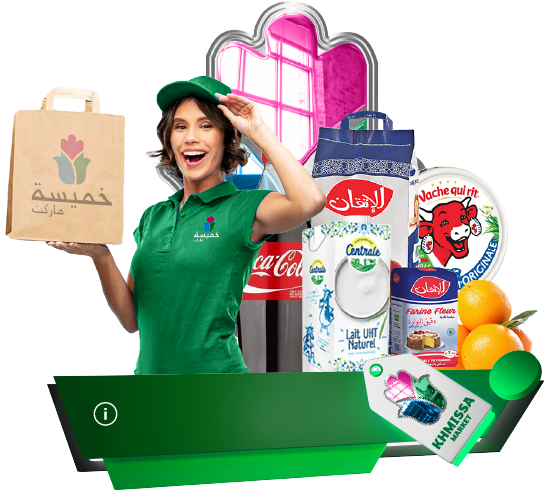 خميسة
ماركت
خميسة
ماركت
Coca-Cola
الإتقان
Vache qui rit
L'ORIGINALE
Centrale
Lait UHT
Naturel
الإتقان
Farine Fleur
i
KHMISSA
MARKET